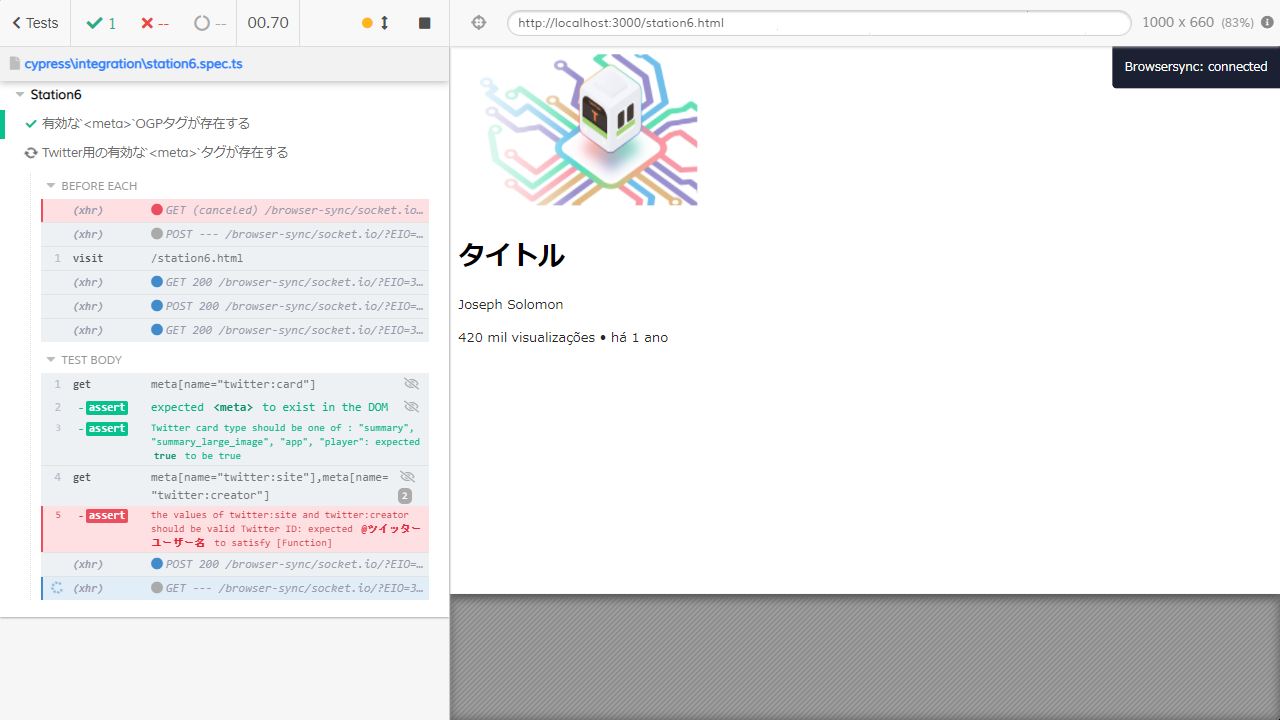 Tests
1
--
--
00.70
http://localhost:3000/station6.html
1000 x 660 (83%)
cypress\integration\station6.spec.ts
Browsersync: connected
Station6
有効な`<meta>`OGPタグが存在する
Twitter用の有効な`<meta>`タグが存在する
BEFORE EACH
(xhr) GET (canceled) /browser-sync/socket.io…
(xhr) POST --- /browser-sync/socket.io/?EIO=…
1 visit /station6.html
(xhr) GET 200 /browser-sync/socket.io/?EIO=3…
(xhr) POST 200 /browser-sync/socket.io/?EIO=…
(xhr) GET 200 /browser-sync/socket.io/?EIO=3…
TEST BODY
1 get meta[name="twitter:card"]
2 -assert expected <meta> to exist in the DOM
3 -assert Twitter card type should be one of : "summary",
"summary_large_image", "app", "player": expected
true to be true
4 get meta[name="twitter:site"],meta[name=
"twitter:creator"] 2
5 -assert the values of twitter:site and twitter:creator
should be valid Twitter ID: expected @ツイッター
ユーザー名 to satisfy [Function]
(xhr) POST 200 /browser-sync/socket.io/?EIO=…
(xhr) GET --- /browser-sync/socket.io/?EIO=3…
タイトル
Joseph Solomon
420 mil visualizações • há 1 ano